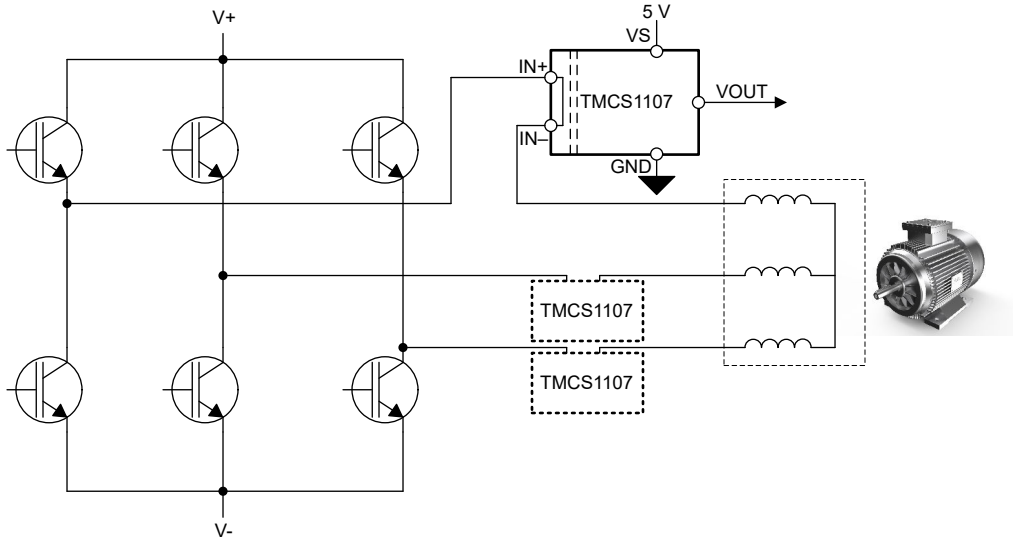 V+
5 V
VS
IN+
TMCS1107
VOUT
IN–
GND
TMCS1107
TMCS1107
V-